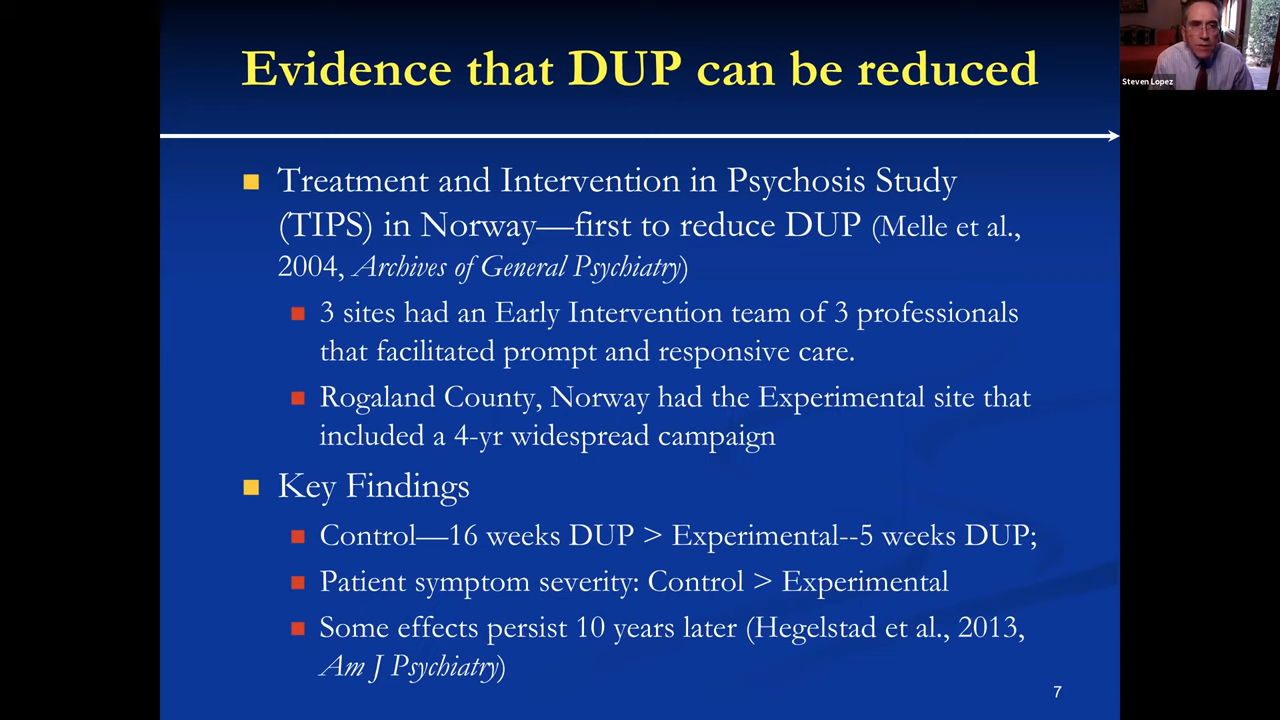 Evidence that DUP can be reduced
Steven Lopez
Treatment and Intervention in Psychosis Study
(TIPS) in Norway—first to reduce DUP (Melle et al.,
2004, Archives of General Psychiatry)
3 sites had an Early Intervention team of 3 professionals
that facilitated prompt and responsive care.
Rogaland County, Norway had the Experimental site that
included a 4-yr widespread campaign
Key Findings
Control—16 weeks DUP > Experimental--5 weeks DUP;
Patient symptom severity: Control > Experimental
Some effects persist 10 years later (Hegelstad et al., 2013,
Am J Psychiatry)
7